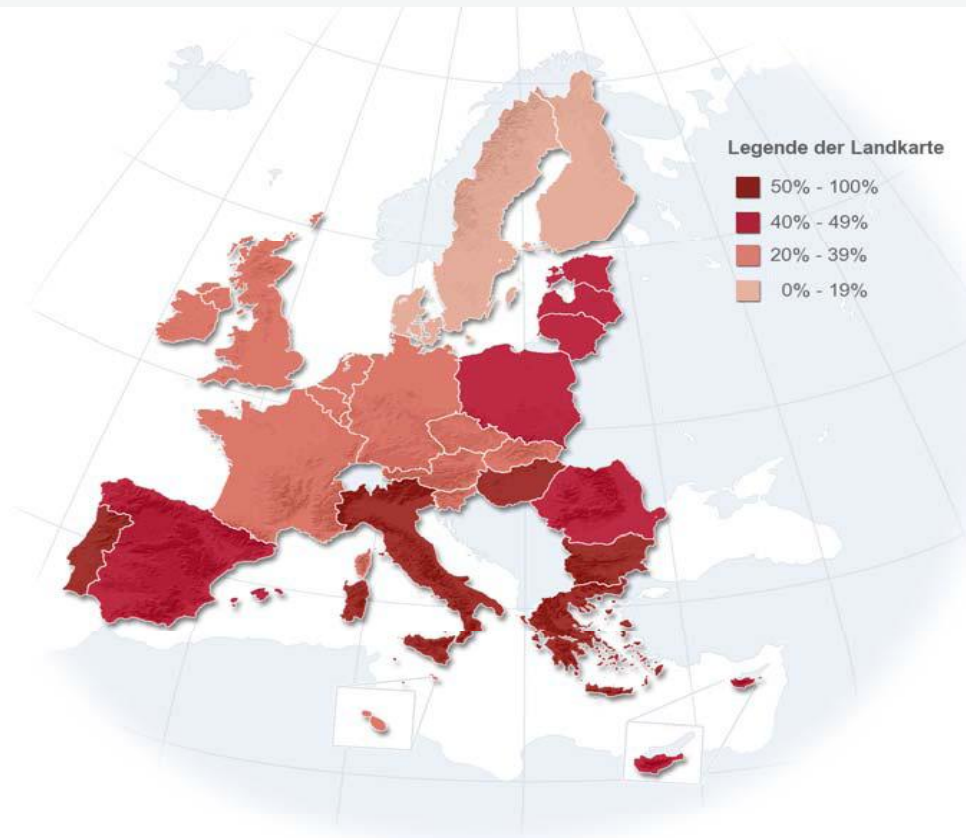 Legende der Landkarte
50% - 100%
40% - 49%
20% - 39%
0% - 19%